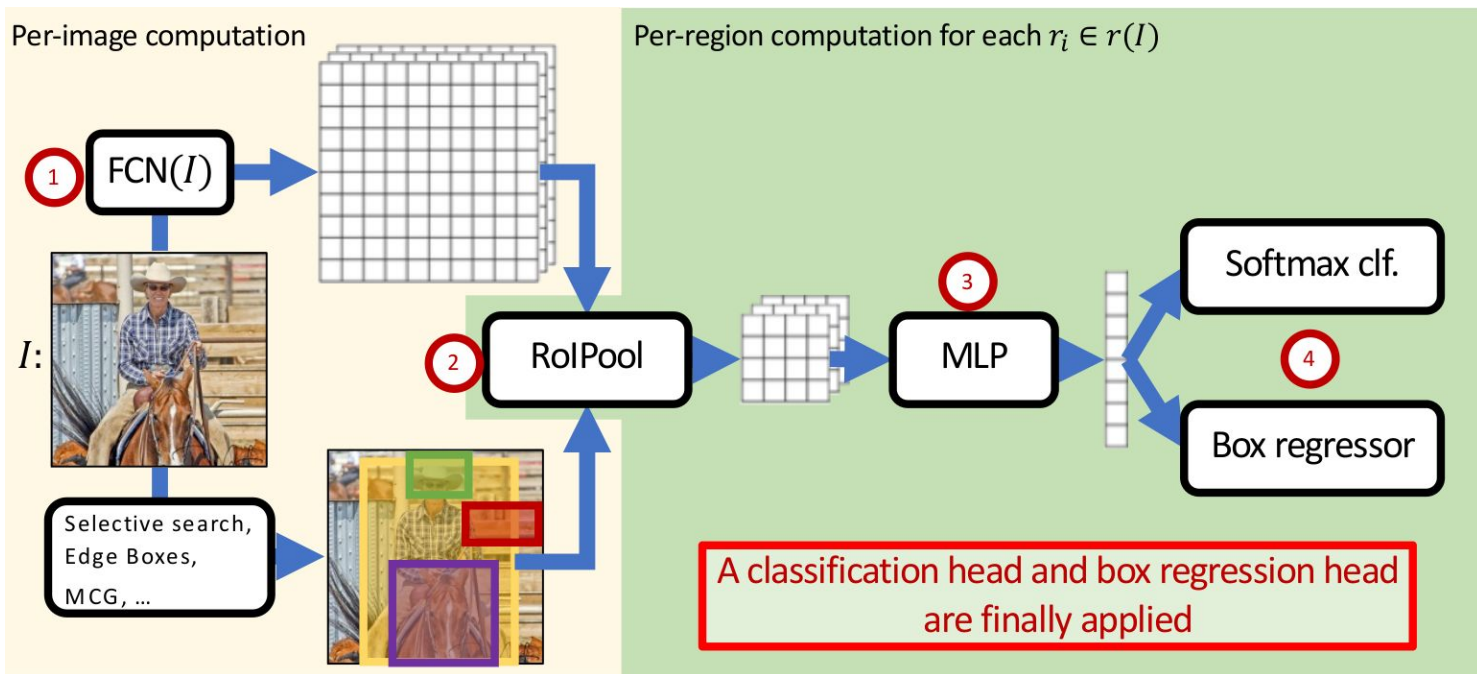 Per-image computation
Per-region computation for each r_i ∈ r(I)
1
FCN(I)
I:
2
RoIPool
3
MLP
Softmax clf.
4
Box regressor
Selective search,
Edge Boxes,
MCG, ...
A classification head and box regression head
are finally applied